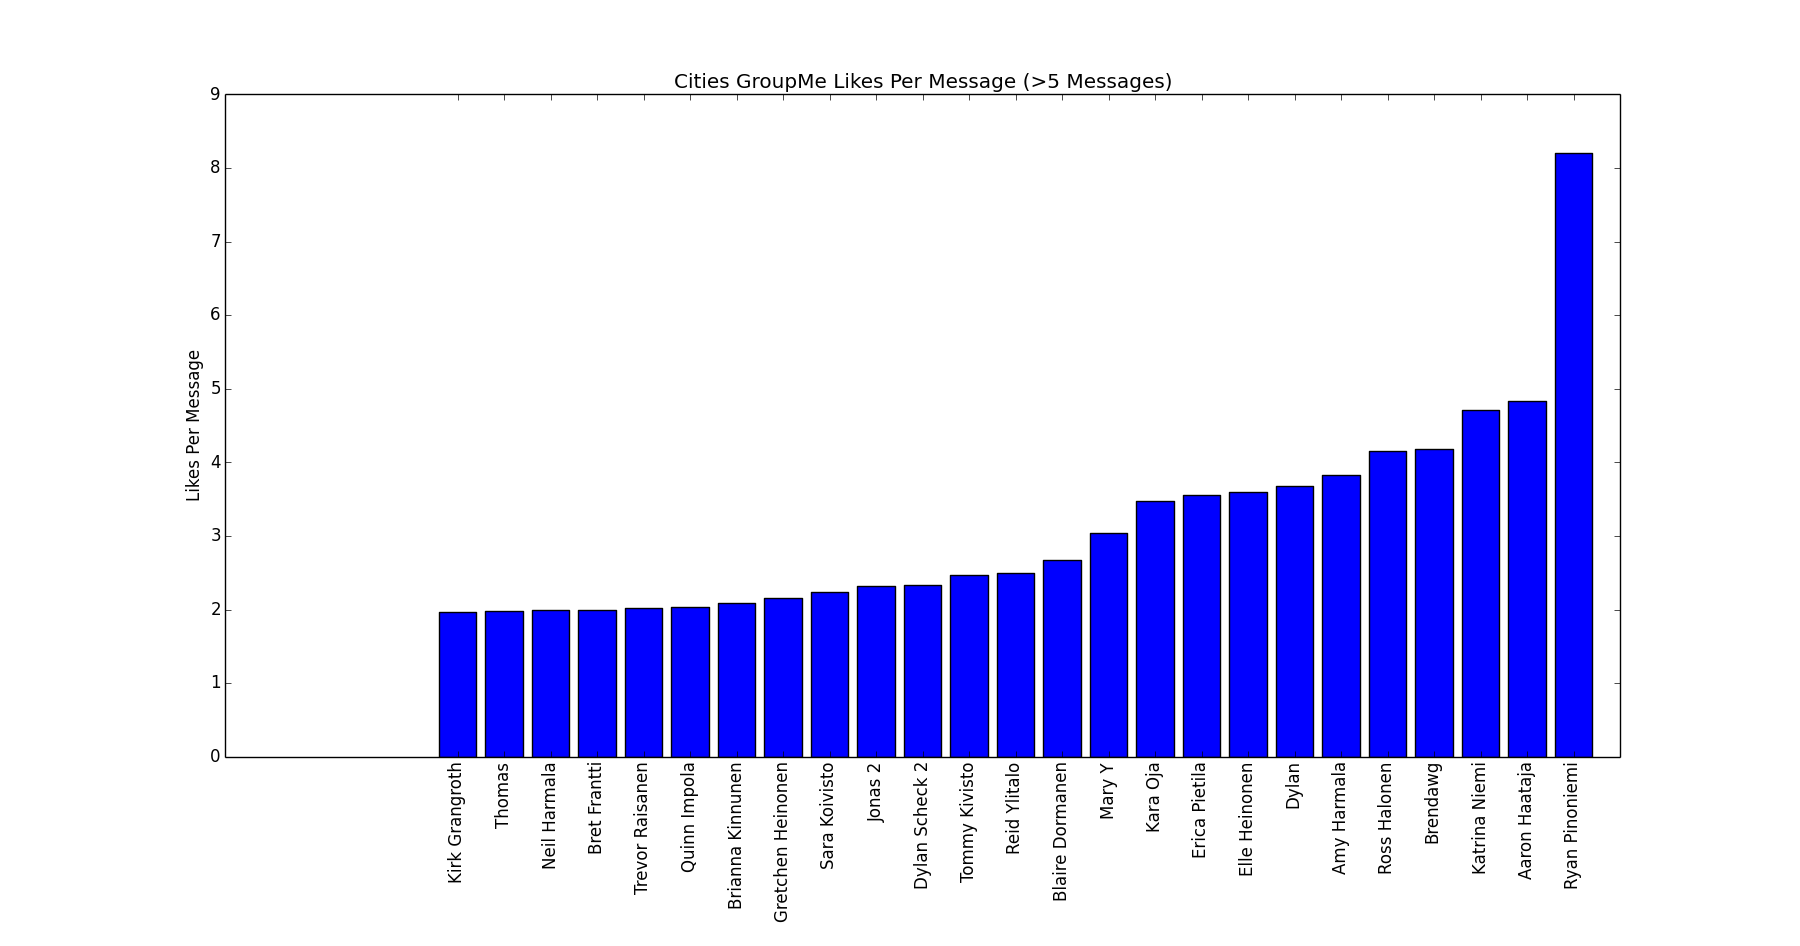 Cities GroupMe Likes Per Message (>5 Messages)
9
8
7
6
5
4
3
2
1
0
Likes Per Message
Kirk Grangroth
Thomas
Neil Harmala
Bret Frantti
Trevor Raisanen
Quinn Impola
Brianna Kinnunen
Gretchen Heinonen
Sara Koivisto
Jonas 2
Dylan Scheck 2
Tommy Kivisto
Reid Ylitalo
Blaire Dormanen
Mary Y
Kara Oja
Erica Pietila
Elle Heinonen
Dylan
Amy Harmala
Ross Halonen
Brendawg
Katrina Niemi
Aaron Haataja
Ryan Pinoniemi